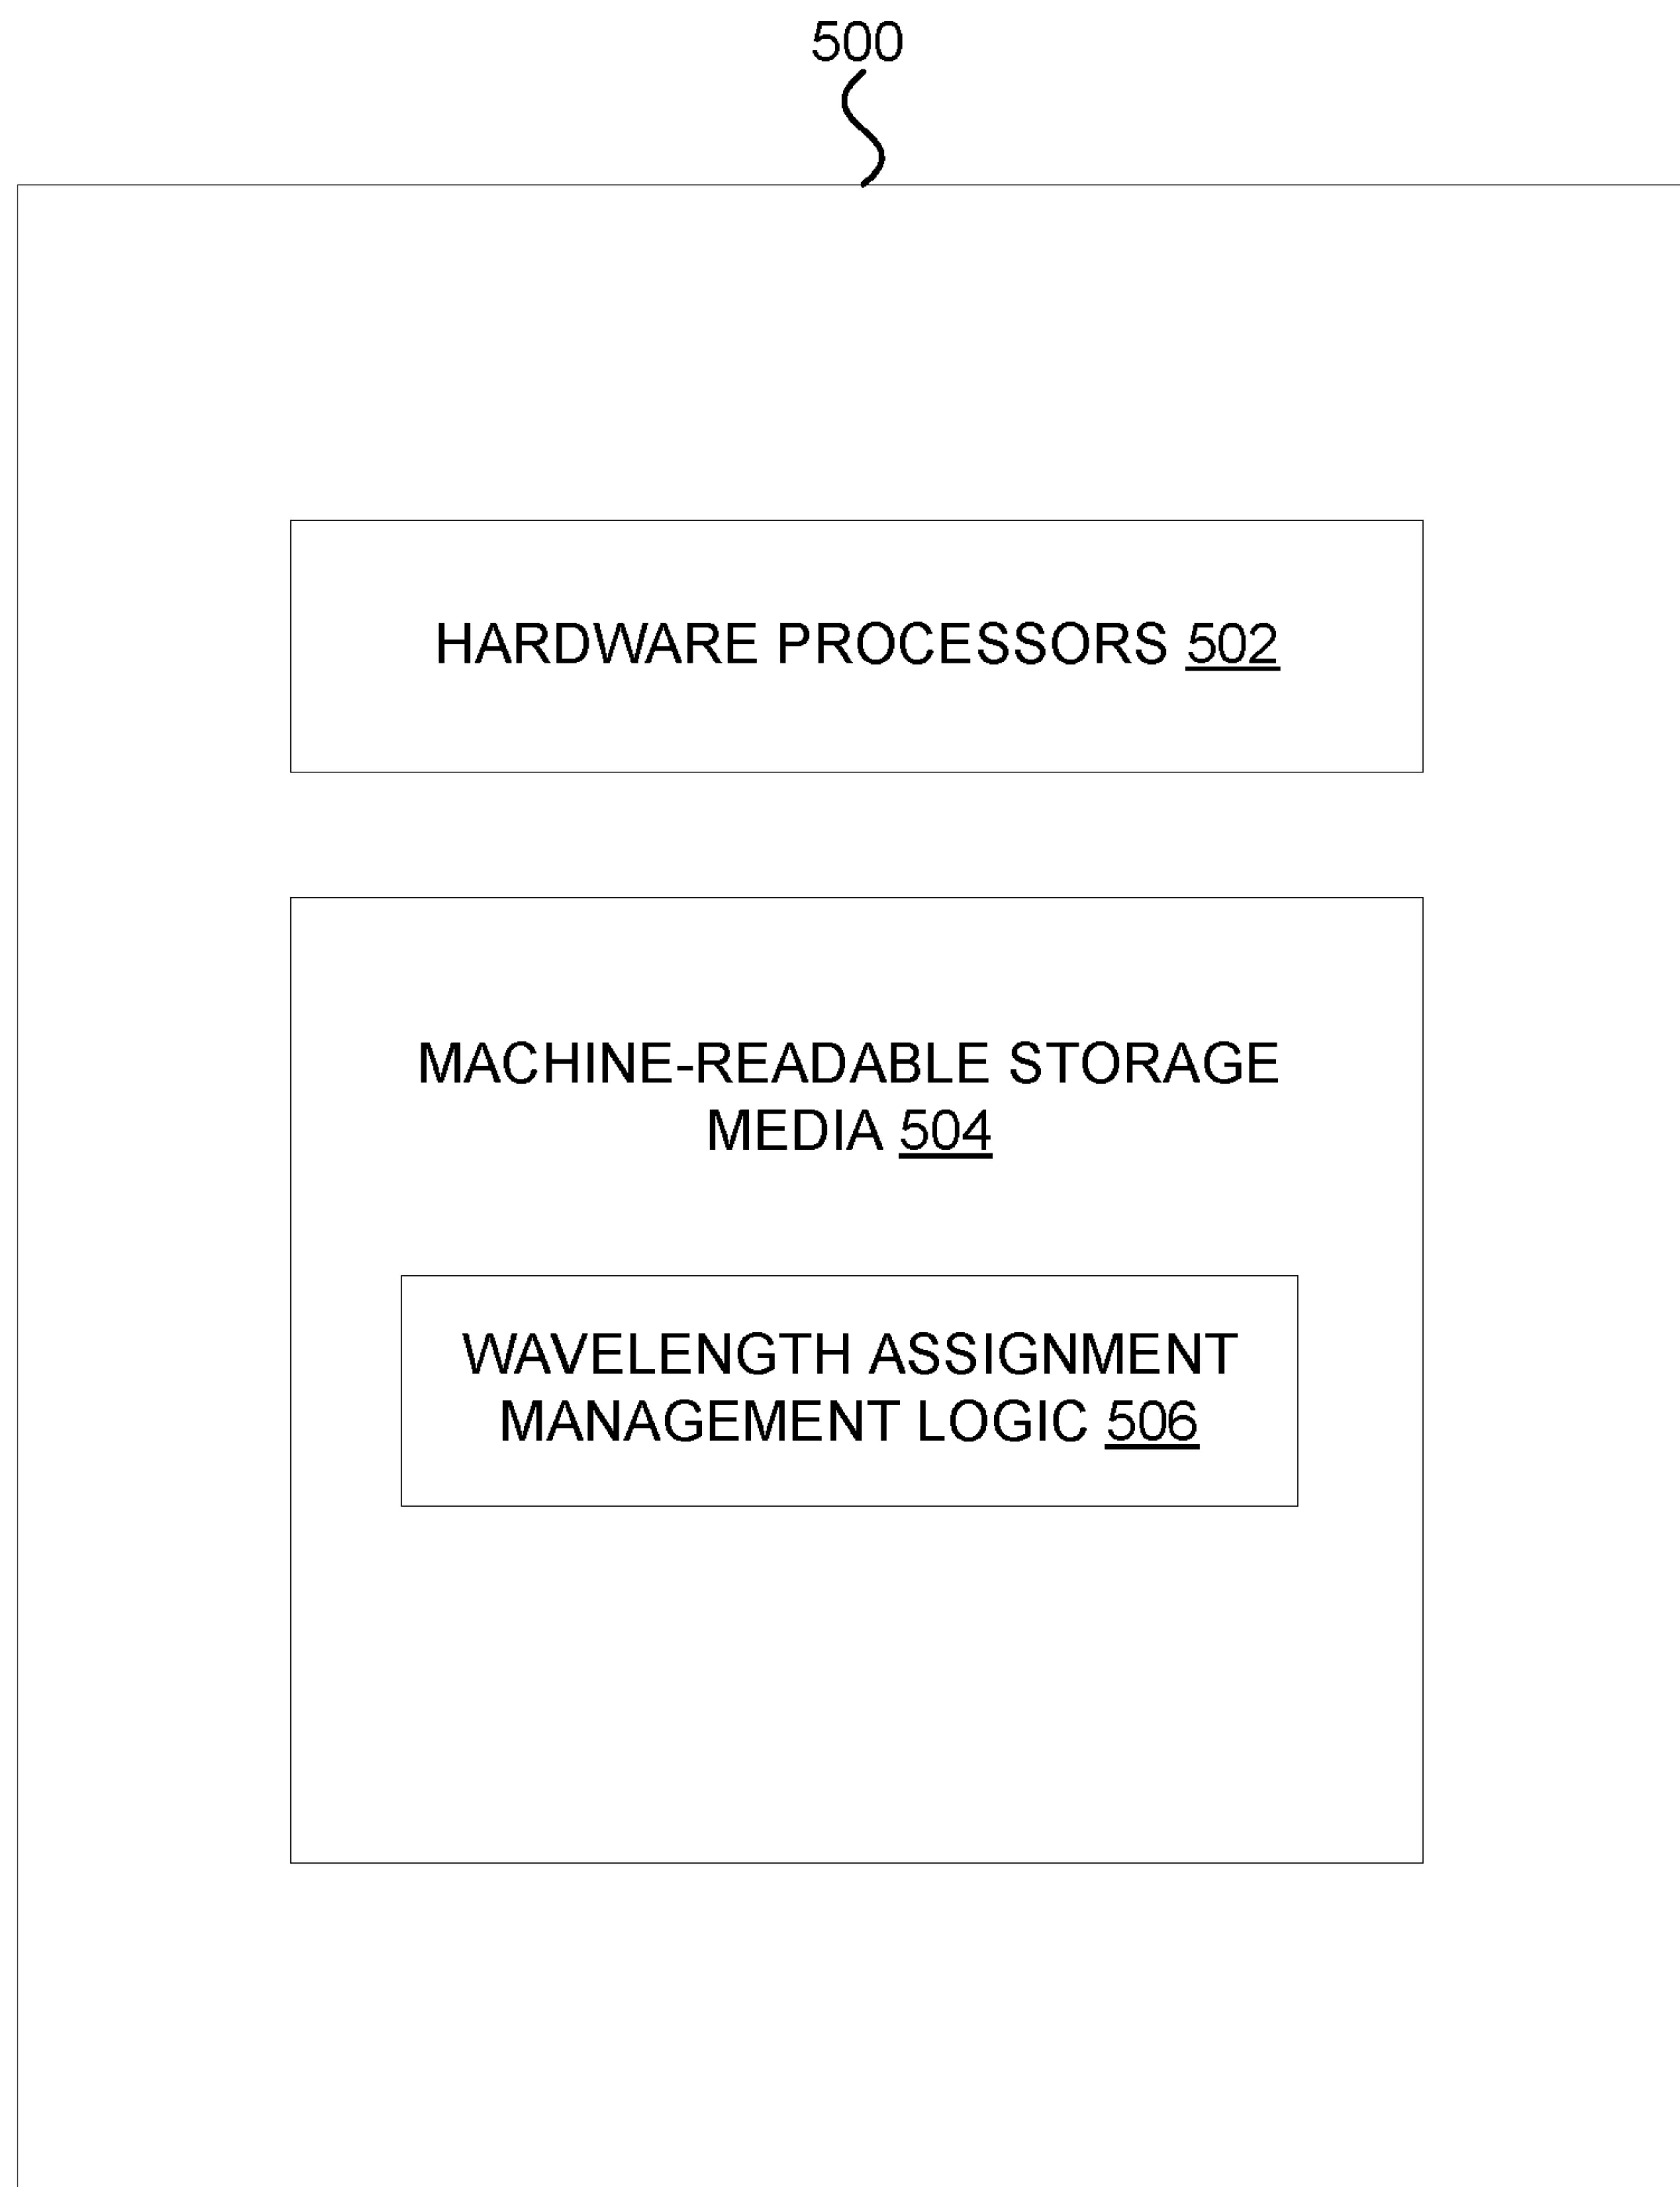 500
HARDWARE PROCESSORS 502
MACHINE-READABLE STORAGE
MEDIA 504
WAVELENGTH ASSIGNMENT
MANAGEMENT LOGIC 506